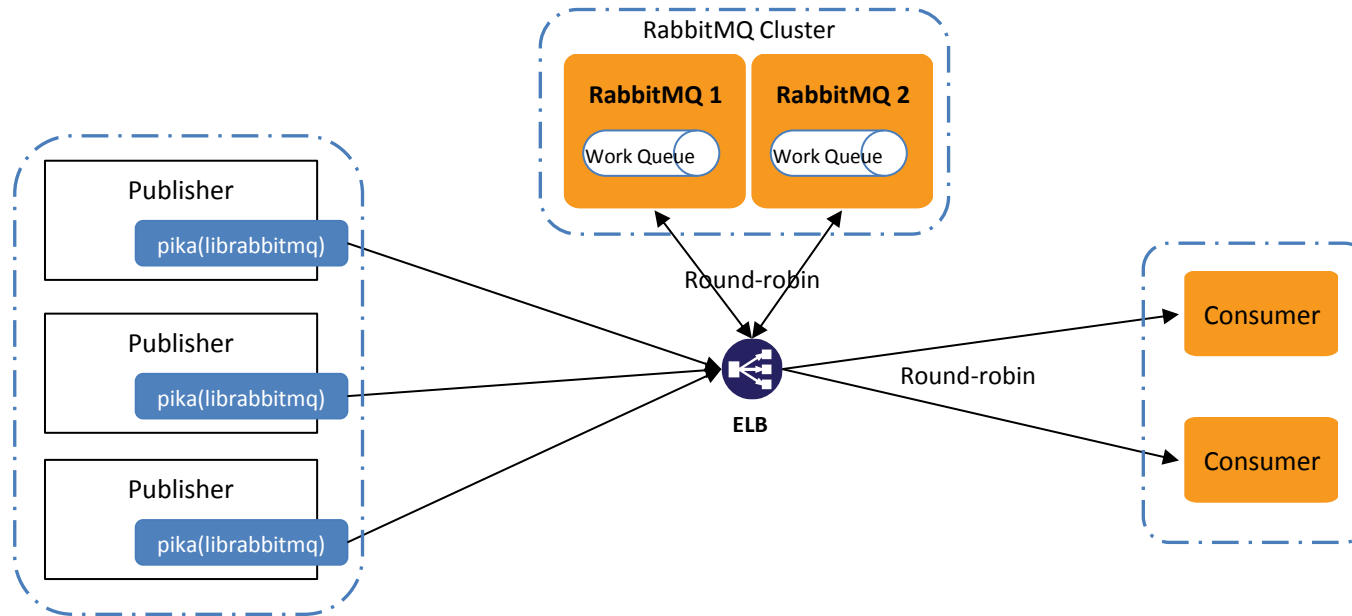 RabbitMQ Cluster
RabbitMQ 1
RabbitMQ 2
Work Queue
Work Queue
Publisher
pika(librabbitmq)
Publisher
pika(librabbitmq)
Publisher
pika(librabbitmq)
Round-robin
ELB
Round-robin
Consumer
Consumer